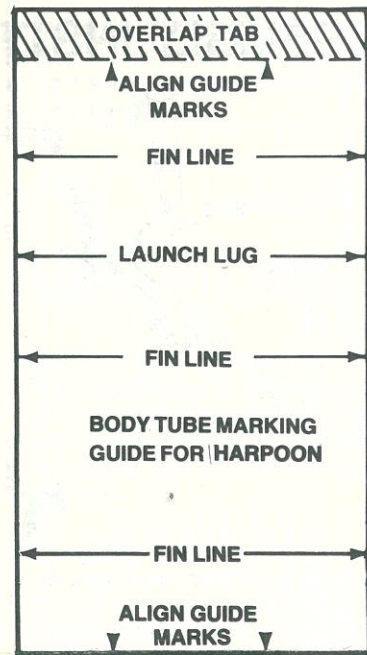 OVERLAP TAB
ALIGN GUIDE
MARKS
FIN LINE
LAUNCH LUG
FIN LINE
BODY TUBE MARKING
GUIDE FOR HARPOON
FIN LINE
ALIGN GUIDE
MARKS